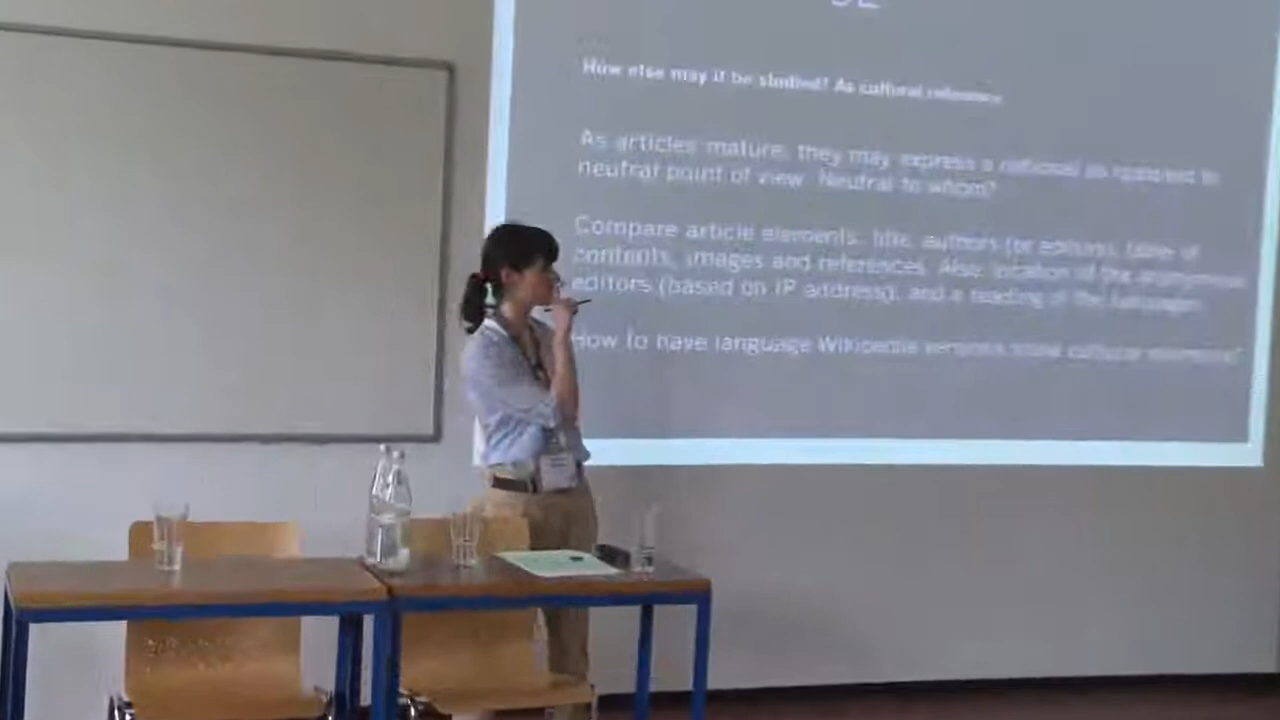 How else may it be studied? As cultural reference
As articles mature, they may express a national as opposed to
neutral point of view. Neutral to whom?
Compare article elements: title, authors (or editors), table of
contents, images and references. Also: location of the anonymous
editors (based on IP address), and a reading of the
How to have language Wikipedia versions cultural